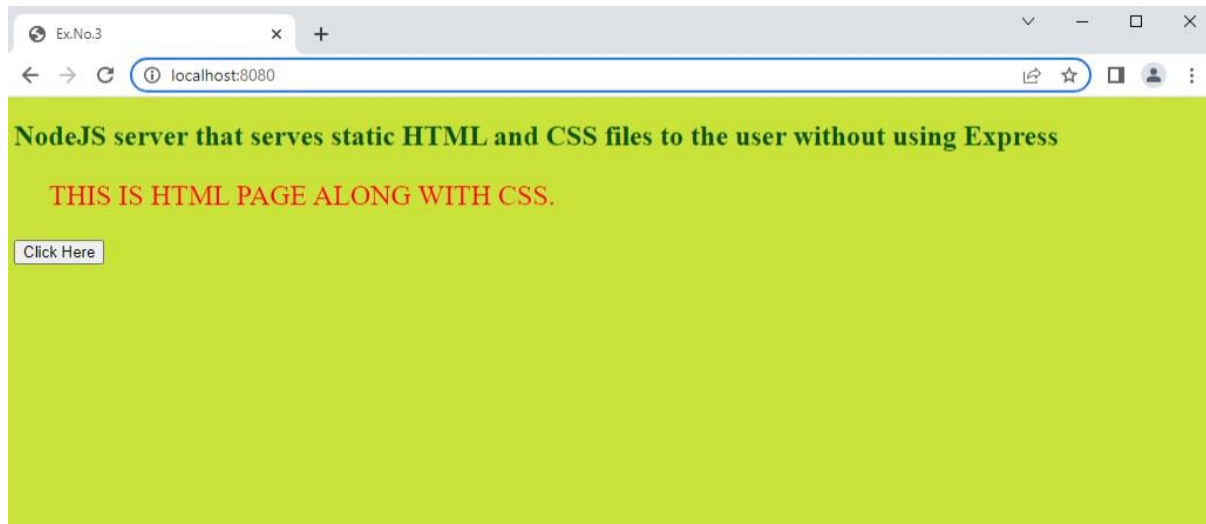 Ex.No.3
localhost:8080
NodeJS server that serves static HTML and CSS files to the user without using Express
THIS IS HTML PAGE ALONG WITH CSS.
Click Here